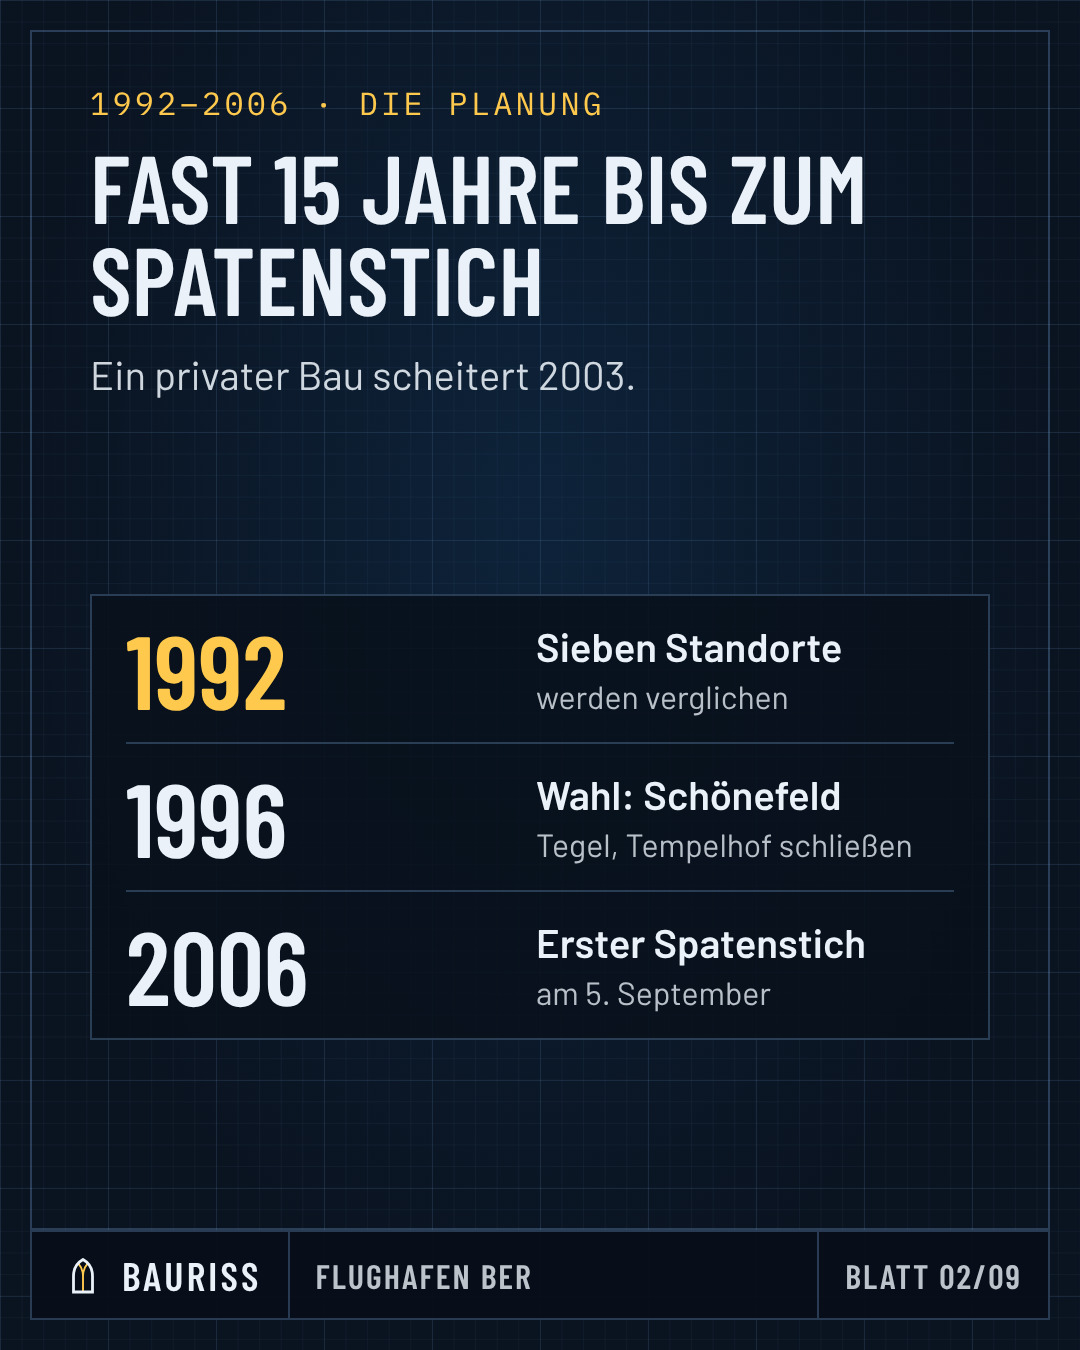 1992–2006 · DIE PLANUNG
FAST 15 JAHRE BIS ZUM
SPATENSTICH
Ein privater Bau scheitert 2003.
1992
Sieben Standorte
werden verglichen
1996
Wahl: Schönefeld
Tegel, Tempelhof schließen
2006
Erster Spatenstich
am 5. September
BAURISS
FLUGHAFEN BER
BLATT 02/09